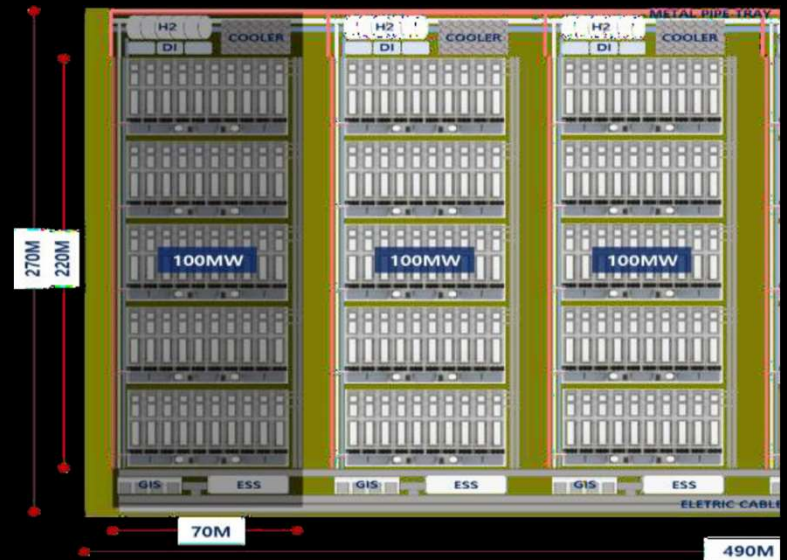 METAL PIPE TRAY
H2
H2
H2
COOLER
COOLER
COOLER
DI
DI
DI
270M
220M
100MW
100MW
100MW
GIS
ESS
GIS
ESS
GIS
ESS
ELETRIC CABL
70M
490M